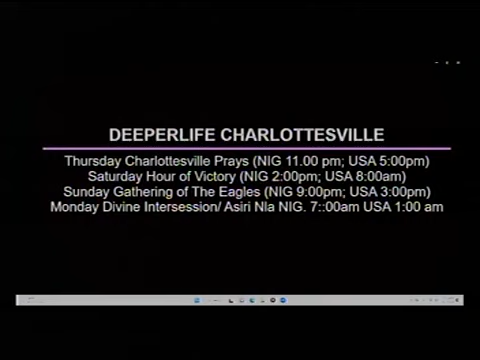 DEEPERLIFE CHARLOTTESVILLE
Thursday Charlottesville Prays (NIG 11.00 pm; USA 5:00pm)
Saturday Hour of Victory (NIG 2:00pm; USA 8:00am)
Sunday Gathering of The Eagles (NIG 9:00pm; USA 3:00pm)
Monday Divine Intersession/ Asiri Nla NIG. 7::00am USA 1:00 am